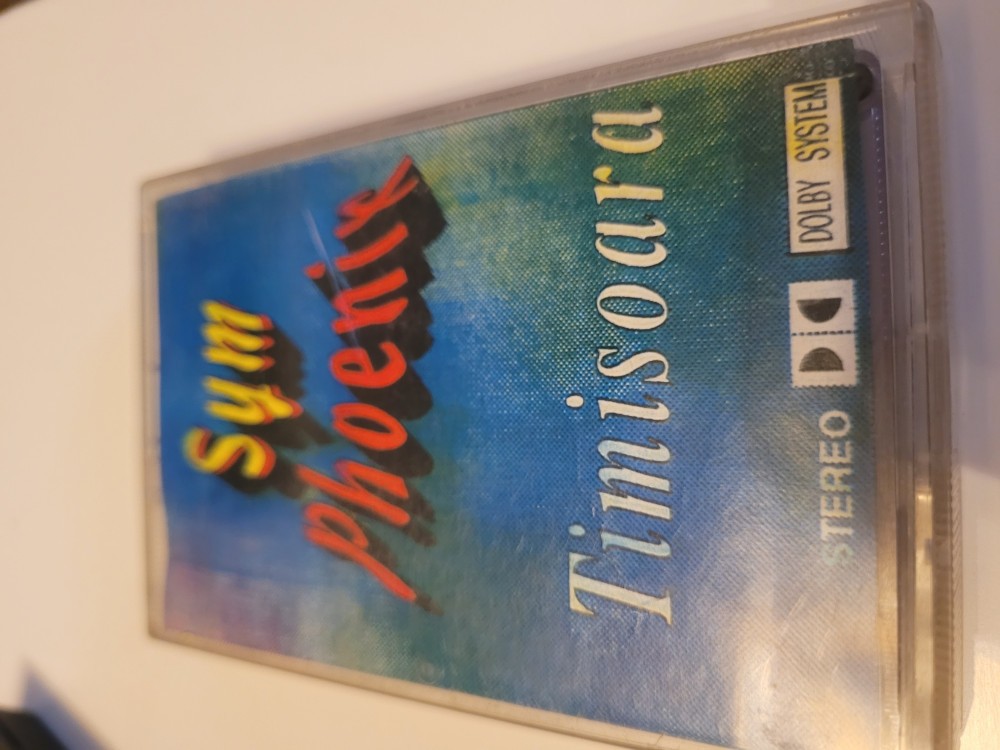 Sym
phoenix
Timisoara
STEREO DOLBY SYSTEM